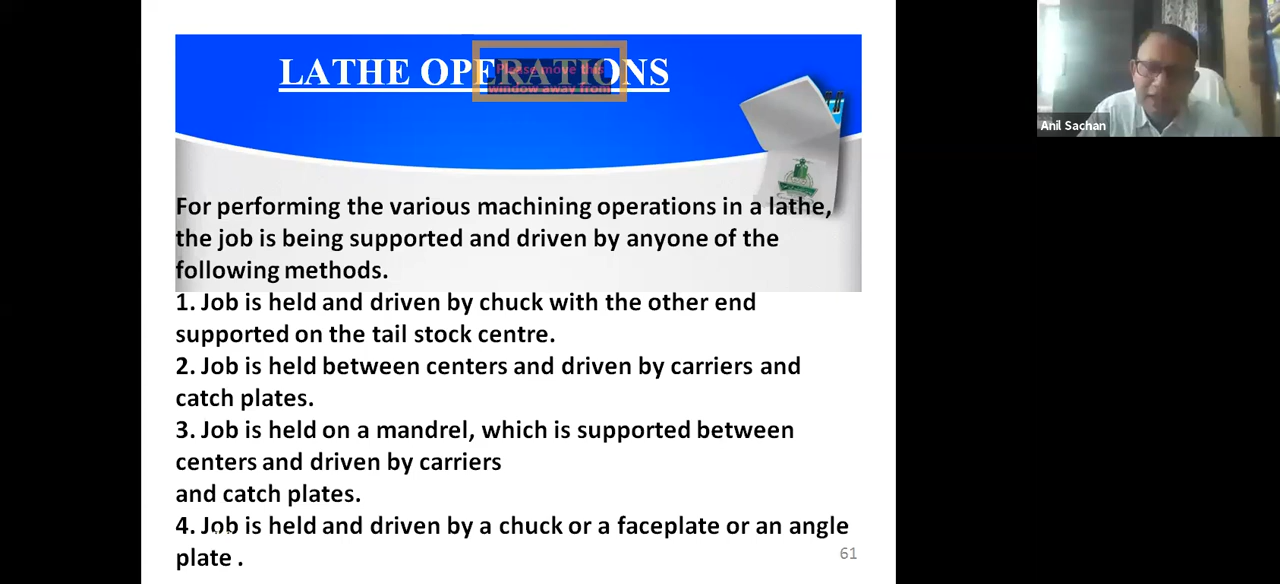 LATHE OPERATIONS
Please move this
window away from
For performing the various machining operations in a lathe,
the job is being supported and driven by anyone of the
following methods.
1. Job is held and driven by chuck with the other end
supported on the tail stock centre.
2. Job is held between centers and driven by carriers and
catch plates.
3. Job is held on a mandrel, which is supported between
centers and driven by carriers
and catch plates.
4. Job is held and driven by a chuck or a faceplate or an angle
plate .
61
Anil Sachan